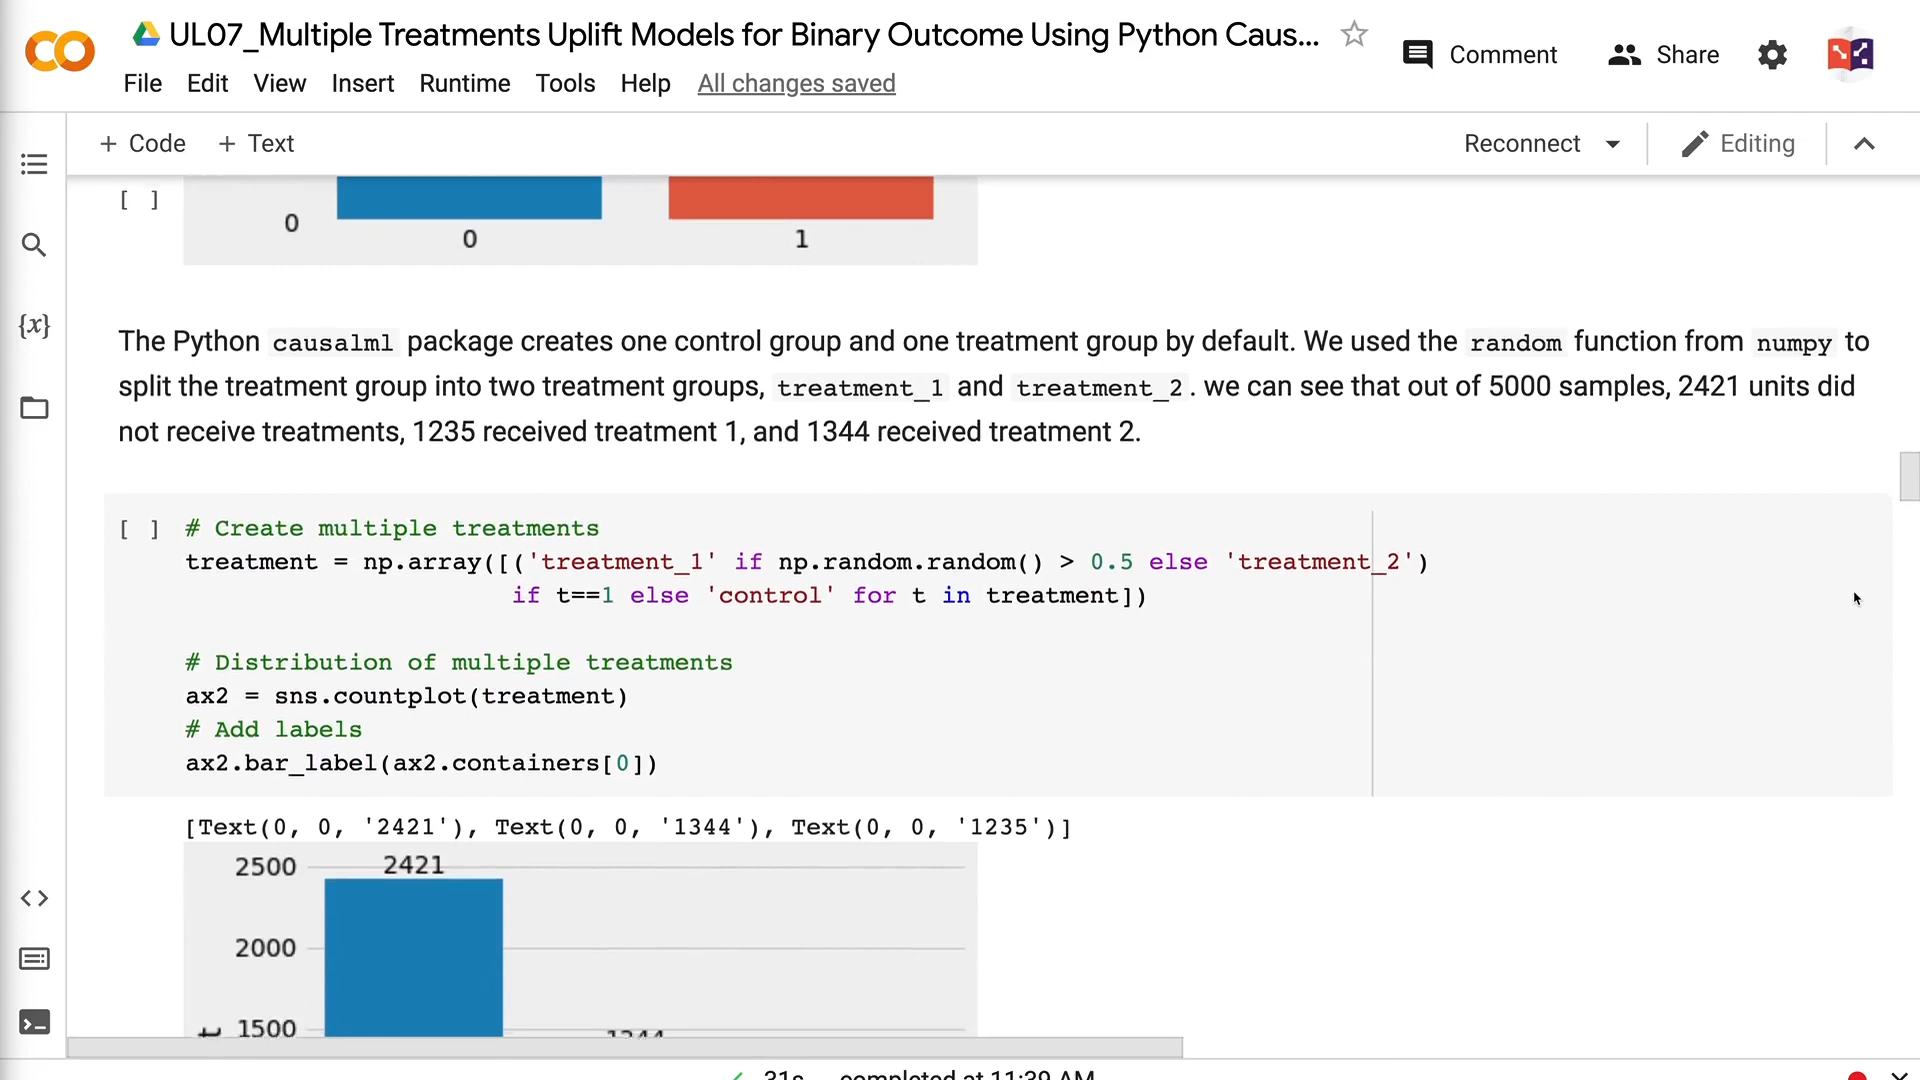 UL07_Multiple Treatments Uplift Models for Binary Outcome Using Python Caus...
Comment
Share
File Edit View Insert Runtime Tools Help All changes saved
+ Code + Text
Reconnect
Editing
[ ]
0
0 1
{x}
The Python causalml package creates one control group and one treatment group by default. We used the random function from numpy to
split the treatment group into two treatment groups, treatment_1 and treatment_2. we can see that out of 5000 samples, 2421 units did
not receive treatments, 1235 received treatment 1, and 1344 received treatment 2.
[ ] # Create multiple treatments
treatment = np.array([('treatment_1' if np.random.random() > 0.5 else 'treatment_2')
if t==1 else 'control' for t in treatment])
# Distribution of multiple treatments
ax2 = sns.countplot(treatment)
# Add labels
ax2.bar_label(ax2.containers[0])
[Text(0, 0, '2421'), Text(0, 0, '1344'), Text(0, 0, '1235')]
2500
2421
2000
1500
1344
31s completed at 11:39 AM